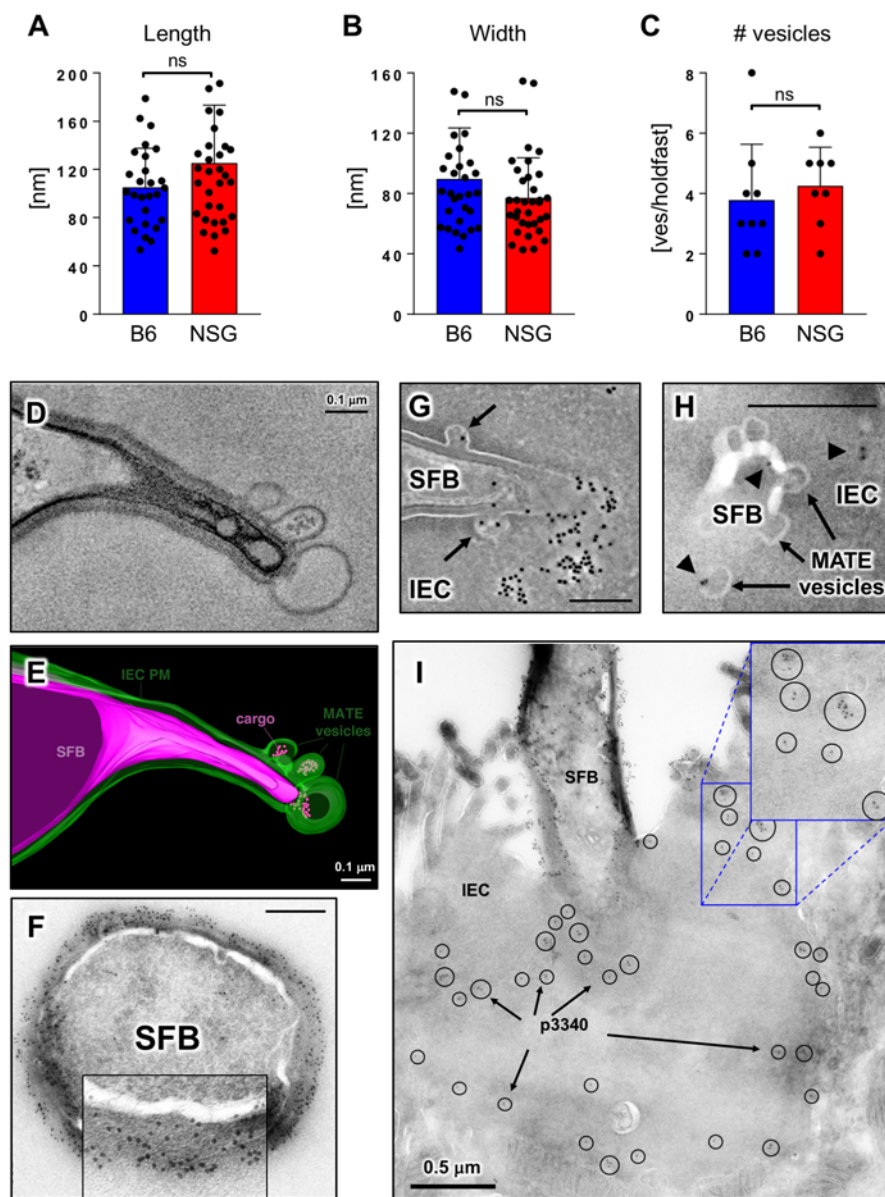 A
Length
ns
200
160
120
80
40
0
[nm]
B6
NSG
B
Width
ns
160
120
80
40
0
[nm]
B6
NSG
C
# vesicles
ns
8
6
4
2
0
[ves/holdfast]
B6
NSG
D
0.1 µm
G
SFB
IEC
H
IEC
SFB
MATE
vesicles
E
IEC PM
cargo
MATE
vesicles
SFB
0.1 µm
F
SFB
I
SFB
IEC
p3340
0.5 µm